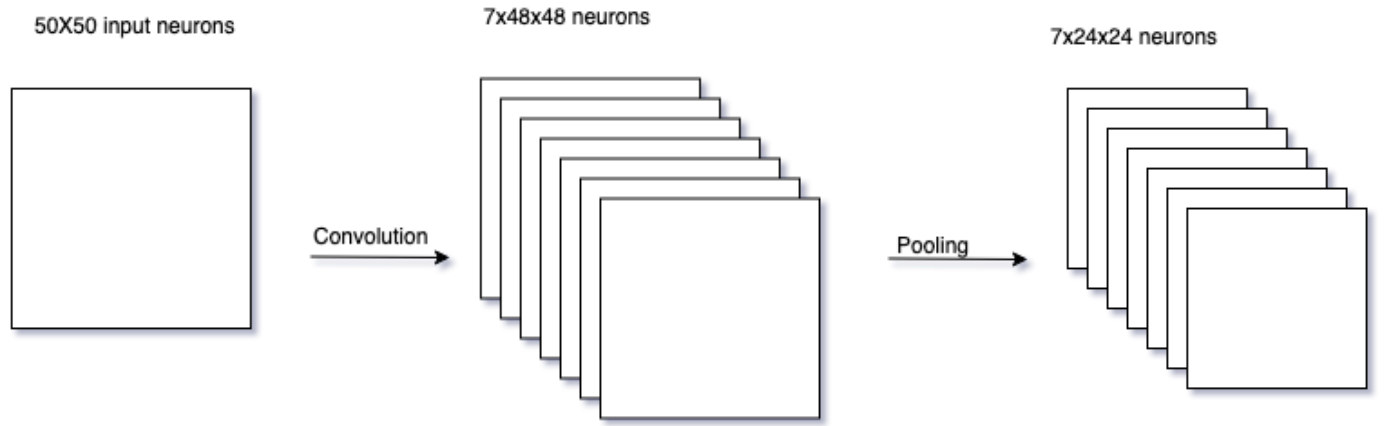 50X50 input neurons
7x48x48 neurons
7x24x24 neurons
Convolution
Pooling